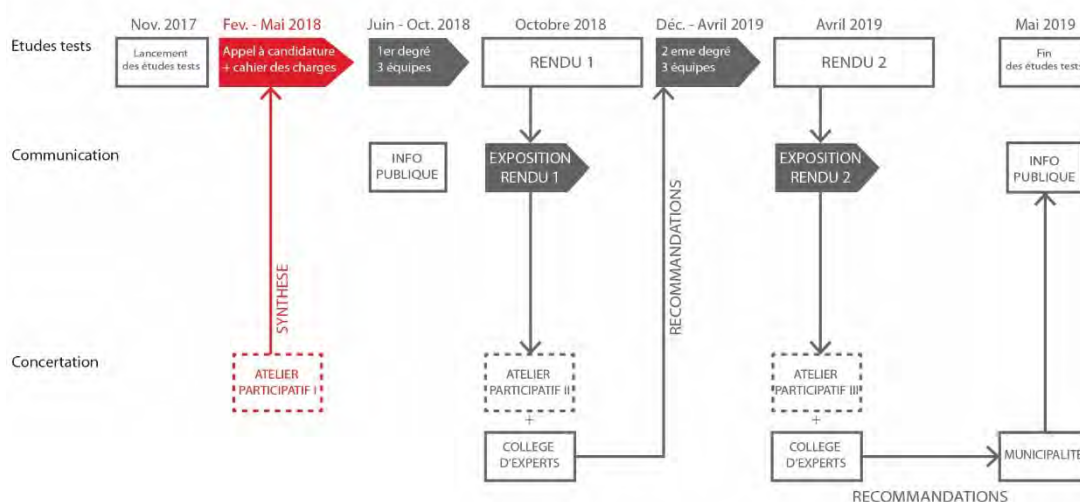 Nov. 2017
Fev. - Mai 2018
Juin - Oct. 2018
Octobre 2018
Déc. - Avril 2019
Avril 2019
Mai 2019
Etudes tests
Lancement
des études tests
Appel à candidature
+ cahier des charges
1er degré
3 équipes
RENDU 1
2 eme degré
3 équipes
RENDU 2
Fin
des études tests
Communication
INFO
PUBLIQUE
EXPOSITION
RENDU 1
EXPOSITION
RENDU 2
INFO
PUBLIQUE
SYNTHESE
RECOMMANDATIONS
Concertation
ATELIER
PARTICIPATIF I
ATELIER
PARTICIPATIF II
ATELIER
PARTICIPATIF III
+
+
COLLEGE
D'EXPERTS
COLLEGE
D'EXPERTS
MUNICIPALITE
RECOMMANDATIONS